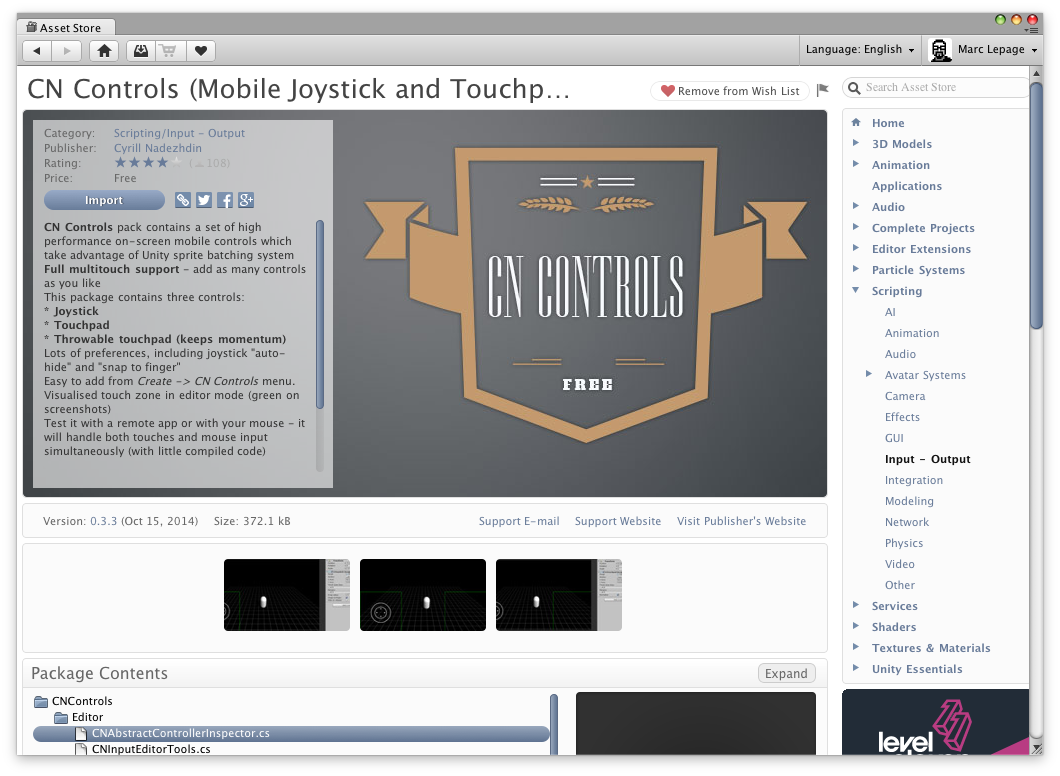 Asset Store
Language: English
Marc Lepage
CN Controls (Mobile Joystick and Touchp...
Remove from Wish List
Search Asset Store
Category: Scripting/Input - Output
Publisher: Cyrill Nadezhdin
Rating: (108)
Price: Free
Import
CN Controls pack contains a set of high
performance on-screen mobile controls which
take advantage of Unity sprite batching system
Full multitouch support - add as many controls
as you like
This package contains three controls:
* Joystick
* Touchpad
* Throwable touchpad (keeps momentum)
Lots of preferences, including joystick "auto-
hide" and "snap to finger"
Easy to add from Create -> CN Controls menu.
Visualised touch zone in editor mode (green on
screenshots)
Test it with a remote app or with your mouse - it
will handle both touches and mouse input
simultaneously (with little compiled code)
CN CONTROLS
FREE
Version: 0.3.3 (Oct 15, 2014) Size: 372.1 kB
Support E-mail Support Website Visit Publisher's Website
Package Contents
Expand
CNControls
Editor
CNAbstractControllerInspector.cs
CNInputEditorTools.cs
Home
3D Models
Animation
Applications
Audio
Complete Projects
Editor Extensions
Particle Systems
Scripting
AI
Animation
Audio
Avatar Systems
Camera
Effects
GUI
Input - Output
Integration
Modeling
Network
Physics
Video
Other
Services
Shaders
Textures & Materials
Unity Essentials
level